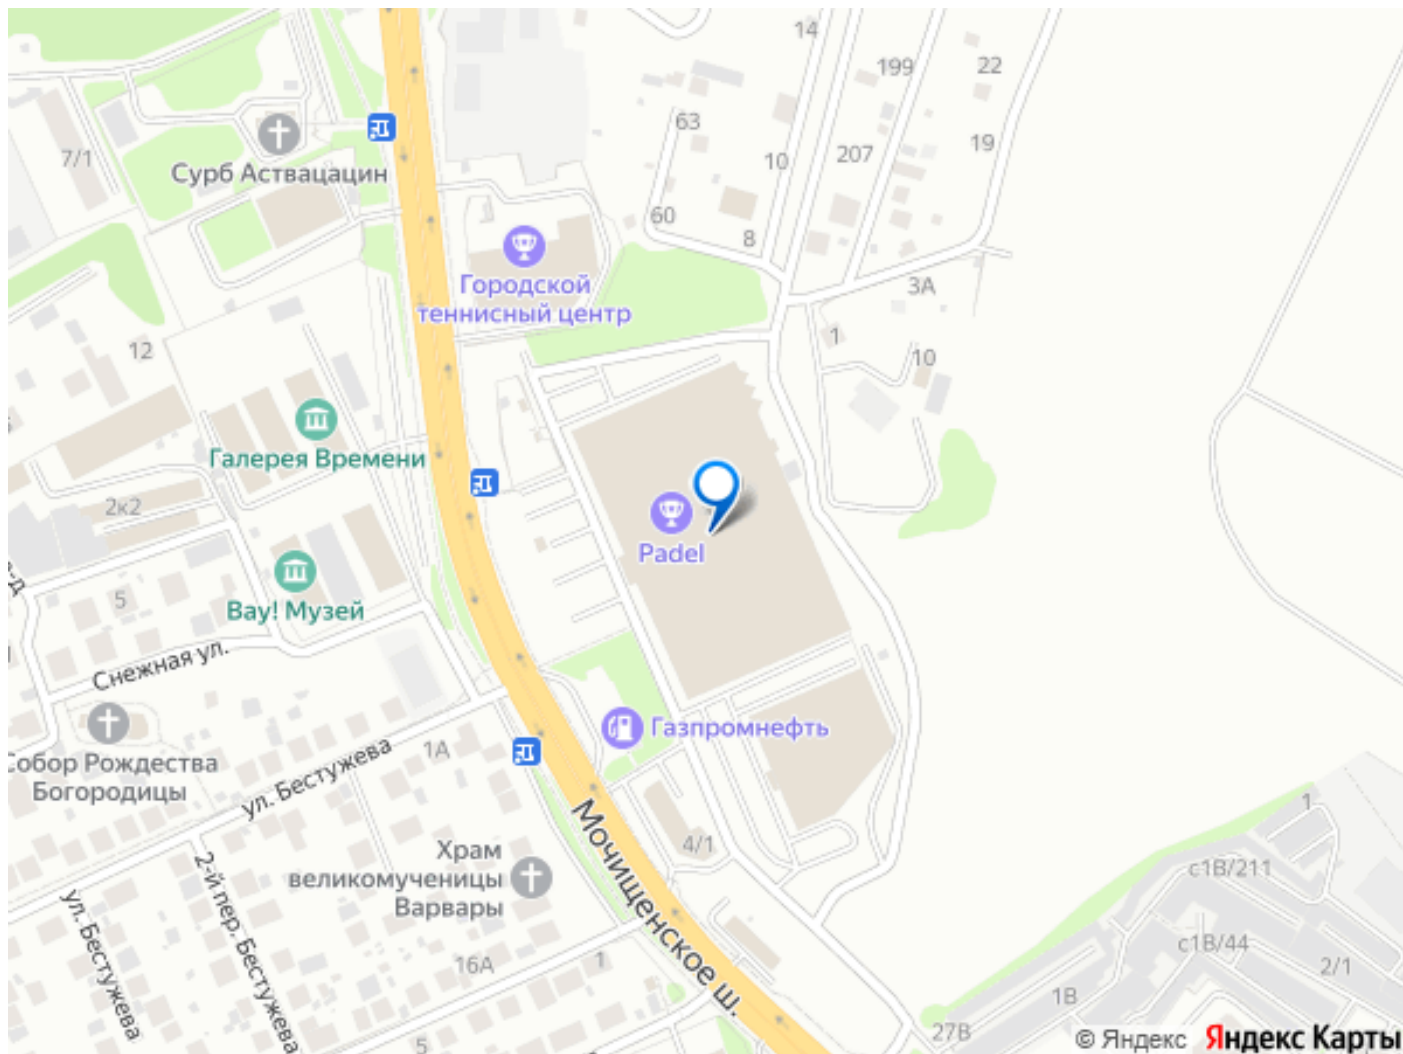 14
199
22
63
7/1
Сурб Аствацацин
10
207
19
60
8
Городской
теннисный центр
3А
1
12
10
Галерея Времени
2к2
Padel
5
Вау! Музей
Снежная ул.
Газпромнефть
1А
Собор Рождества
Богородицы
ул. Бестужева
Мочищенское ш.
4/1
1
Храм
великомученицы
Варвары
с1В/211
2-й пер. Бестужева
ул. Бестужева
с1В/44
16А
1
2/1
1В
27В
5
© Яндекс Яндекс Карты